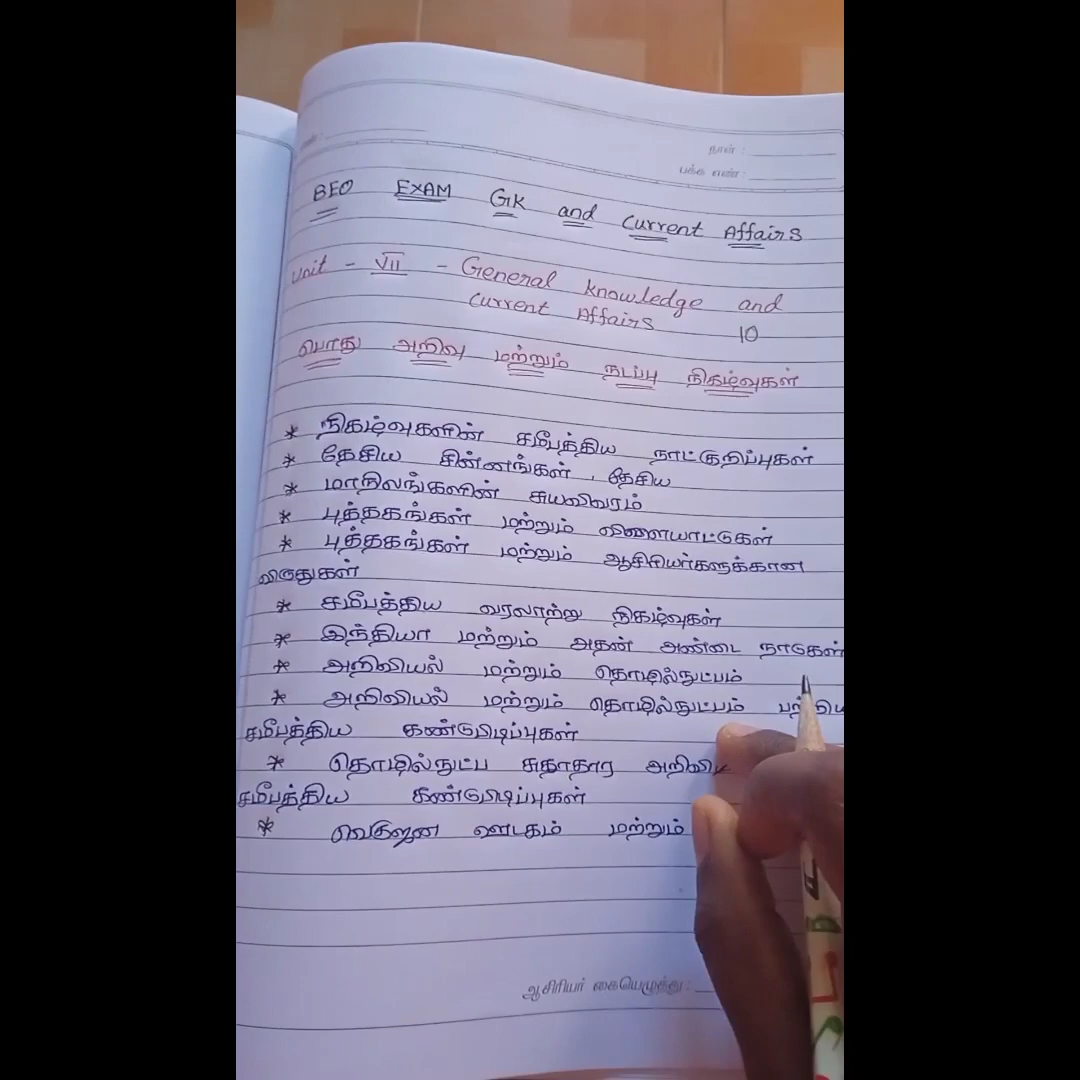 நாள் :
பக்க எண் :
BEO EXAM GK and Current Affairs
Unit - VII - General knowledge and
Current Affairs 10
பொது அறிவு மற்றும் நடப்பு நிகழ்வுகள்
* நிகழ்வுகளின் சமீபத்திய நாட்குறிப்புகள்
* தேசிய சின்னங்கள், தேசிய
* மாநிலங்களின் சுயவிவரம்
* புத்தகங்கள் மற்றும் விளையாட்டுகள்
* புத்தகங்கள் மற்றும் ஆசிரியர்களுக்கான
விருதுகள்
* சமீபத்திய வரலாற்று நிகழ்வுகள்
* இந்தியா மற்றும் அதன் அண்டை நாடுகள்
* அறிவியல் மற்றும் தொழில்நுட்பம்
* அறிவியல் மற்றும் தொழில்நுட்பம்
சமீபத்திய கண்டுபிடிப்புகள்
* தொழில்நுட்ப சுகாதார
சமீபத்திய கண்டுபிடிப்புகள்
* வெகுஜன ஊடகம் மற்றும்
ஆசிரியர் கையெழுத்து :